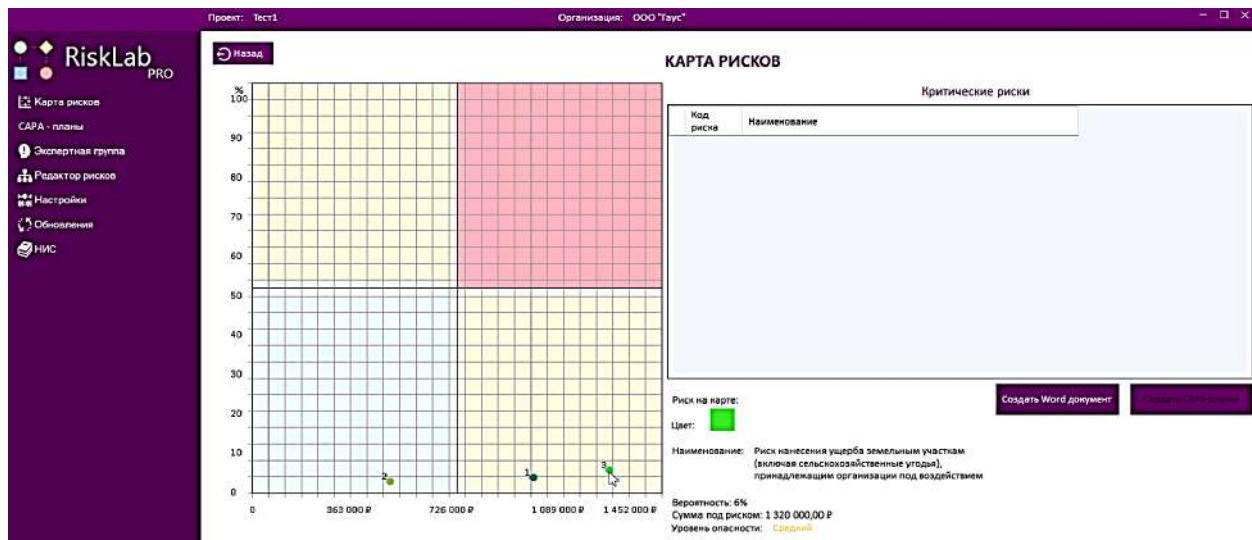 Проект: Тест1
Организация: ООО "Гаус"
RiskLab
PRO
Карта рисков
CAPA - планы
Экспертная группа
Редактор рисков
Настройки
Обновления
НИС
Назад
КАРТА РИСКОВ
%
100
90
80
70
60
50
40
30
20
10
0
2
1
3
0 363 000 ₽ 726 000 ₽ 1 089 000 ₽ 1 452 000 ₽
Критические риски
Код
риска
Наименование
Риск на карте:
Создать Word документ
Цвет:
Наименование: Риск нанесения ущерба земельным участкам
(включая сельскохозяйственные угодья),
принадлежащим организации под воздействием
Вероятность: 6%
Сумма под риском: 1 320 000,00 ₽
Уровень опасности: Средний